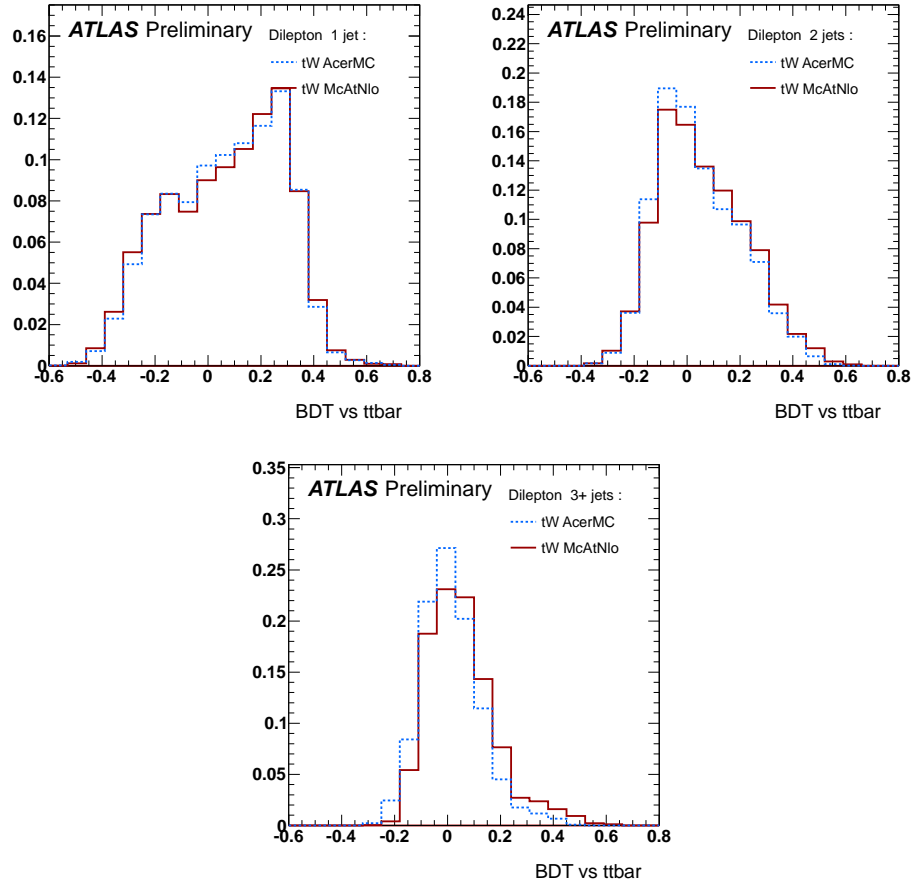 ATLAS Preliminary
Dilepton 1 jet :
tW AcerMC
tW McAtNlo
0.16
0.14
0.12
0.1
0.08
0.06
0.04
0.02
0
-0.6 -0.4 -0.2 0 0.2 0.4 0.6 0.8
BDT vs ttbar
ATLAS Preliminary
Dilepton 2 jets :
tW AcerMC
tW McAtNlo
0.24
0.22
0.2
0.18
0.16
0.14
0.12
0.1
0.08
0.06
0.04
0.02
0
-0.6 -0.4 -0.2 0 0.2 0.4 0.6 0.8
BDT vs ttbar
ATLAS Preliminary
Dilepton 3+ jets :
tW AcerMC
tW McAtNlo
0.35
0.3
0.25
0.2
0.15
0.1
0.05
0
-0.6 -0.4 -0.2 0 0.2 0.4 0.6 0.8
BDT vs ttbar